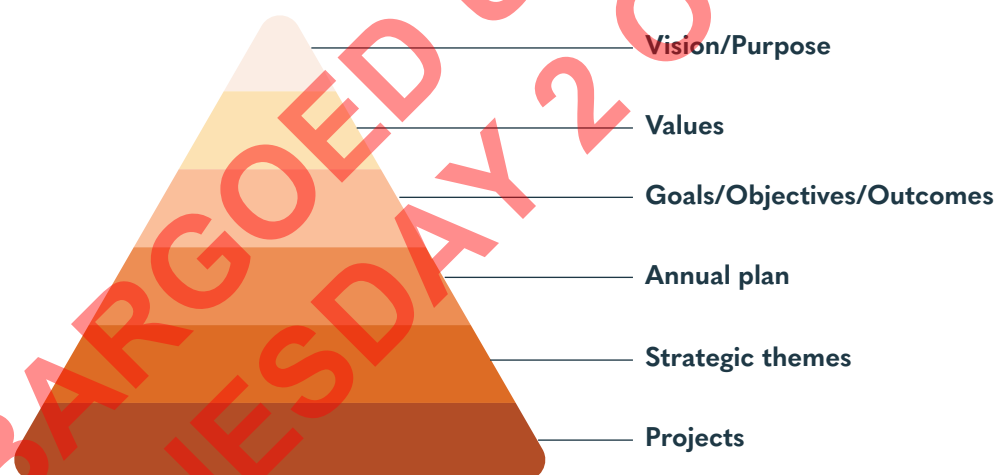 Vision/Purpose
Values
Goals/Objectives/Outcomes
Annual plan
Strategic themes
Projects